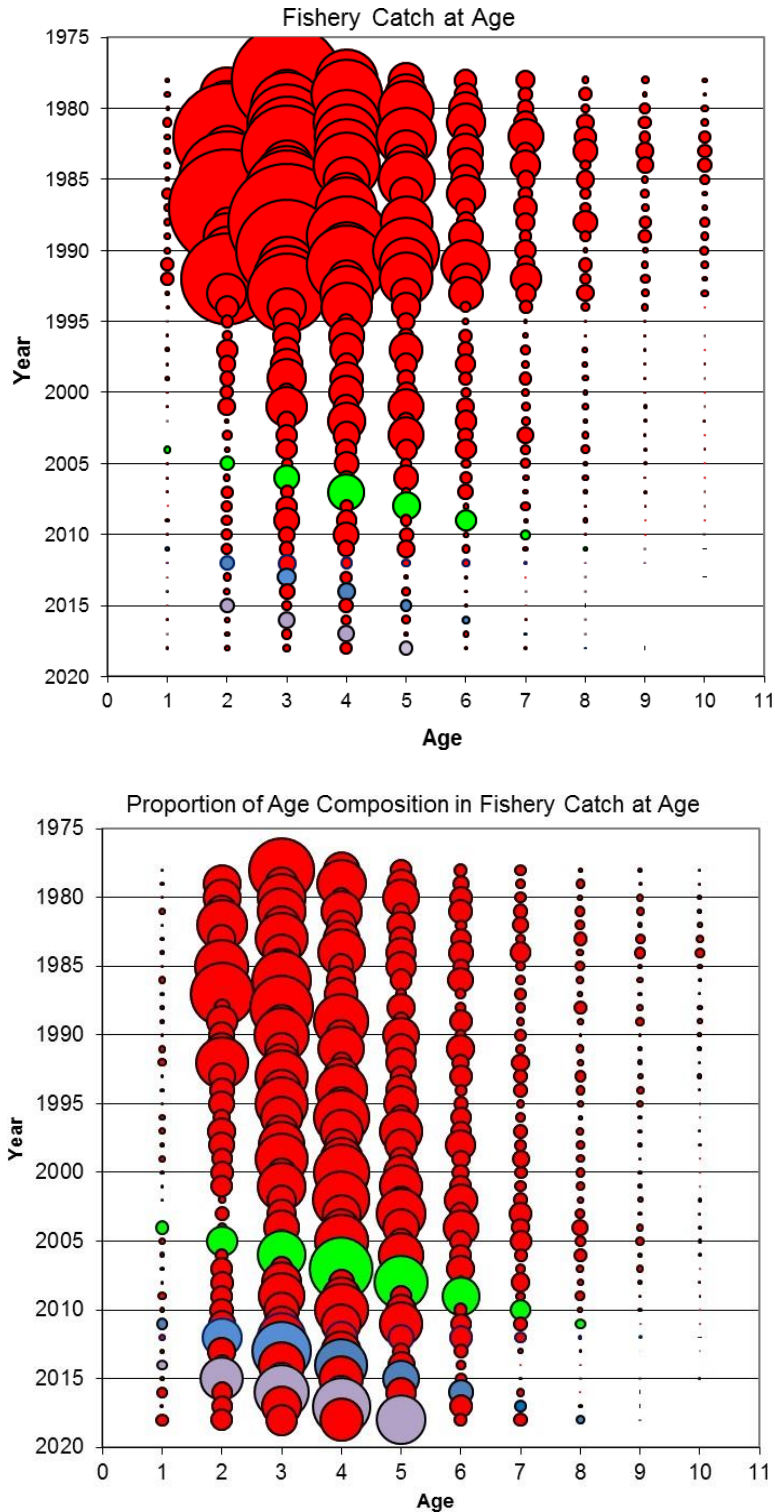 Fishery Catch at Age
1975
1980
1985
1990
1995
2000
2005
2010
2015
2020
Year
0 1 2 3 4 5 6 7 8 9 10 11
Age
Proportion of Age Composition in Fishery Catch at Age
1975
1980
1985
1990
1995
2000
2005
2010
2015
2020
Year
0 1 2 3 4 5 6 7 8 9 10 11
Age